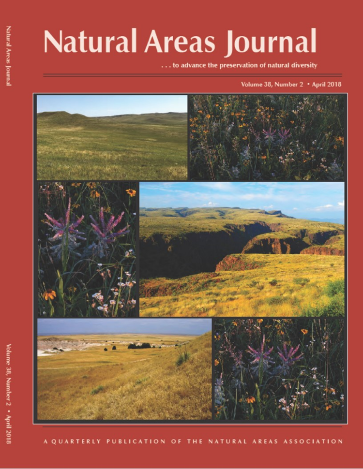 Natural Areas Journal
Natural Areas Journal
. . . to advance the preservation of natural diversity
Volume 38, Number 2 • April 2018
Volume 38, Number 2 • April 2018
A QUARTERLY PUBLICATION OF THE NATURAL AREAS ASSOCIATION